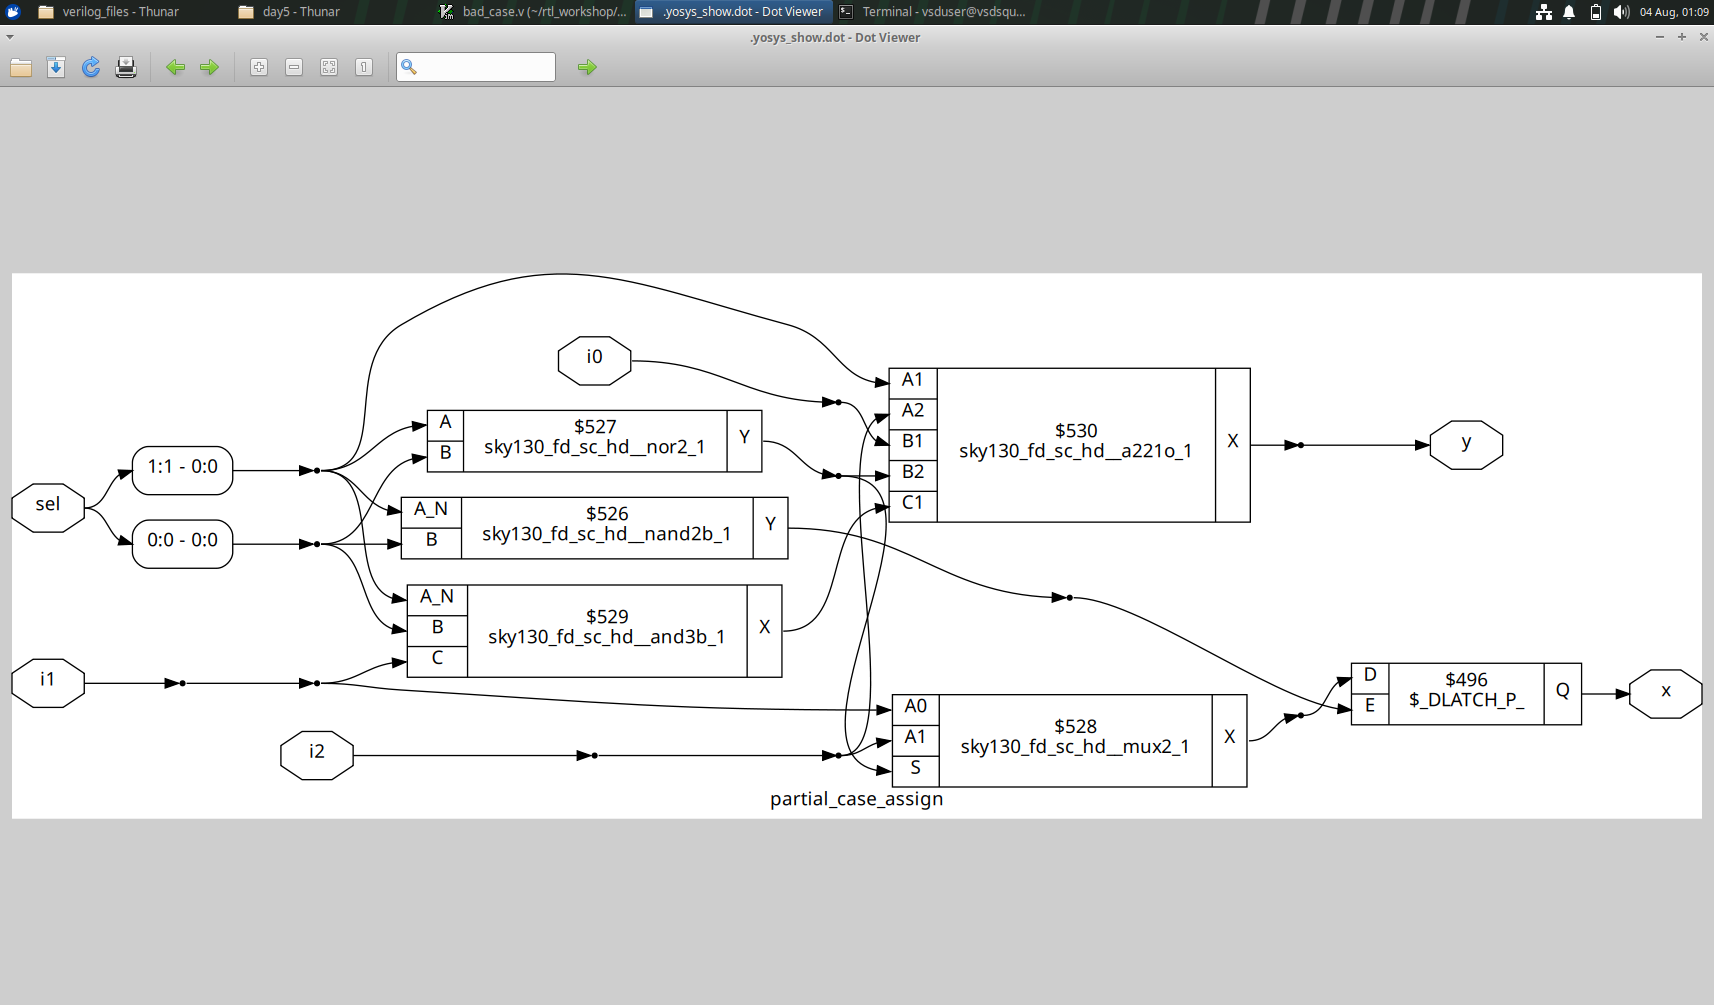 verilog_files - Thunar
day5 - Thunar
bad_case.v (~/rtl_workshop/...
.yosys_show.dot - Dot Viewer
Terminal - vsduser@vsdsqu...
04 Aug, 01:09
.yosys_show.dot - Dot Viewer
1
i0
sel
1:1 - 0:0
0:0 - 0:0
A
B
$527
sky130_fd_sc_hd__nor2_1
Y
A_N
B
$526
sky130_fd_sc_hd__nand2b_1
Y
A_N
B
C
$529
sky130_fd_sc_hd__and3b_1
X
i1
i2
A1
A2
B1
B2
C1
$530
sky130_fd_sc_hd__a221o_1
X
y
A0
A1
S
$528
sky130_fd_sc_hd__mux2_1
X
D
E
$496
$_DLATCH_P_
Q
x
partial_case_assign